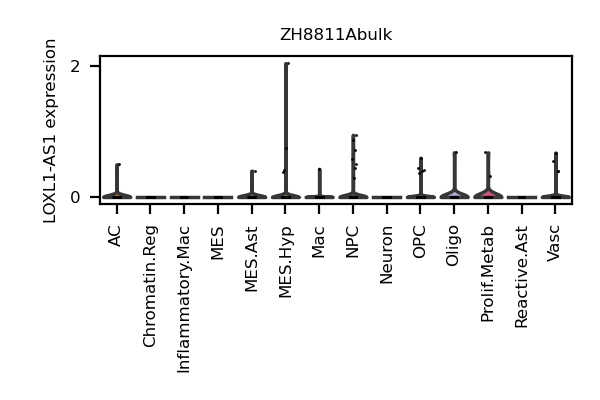 ZH8811Abulk
LOXL1-AS1 expression
2
0
AC
Chromatin.Reg
Inflammatory.Mac
MES
MES.Ast
MES.Hyp
Mac
NPC
Neuron
OPC
Oligo
Prolif.Metab
Reactive.Ast
Vasc